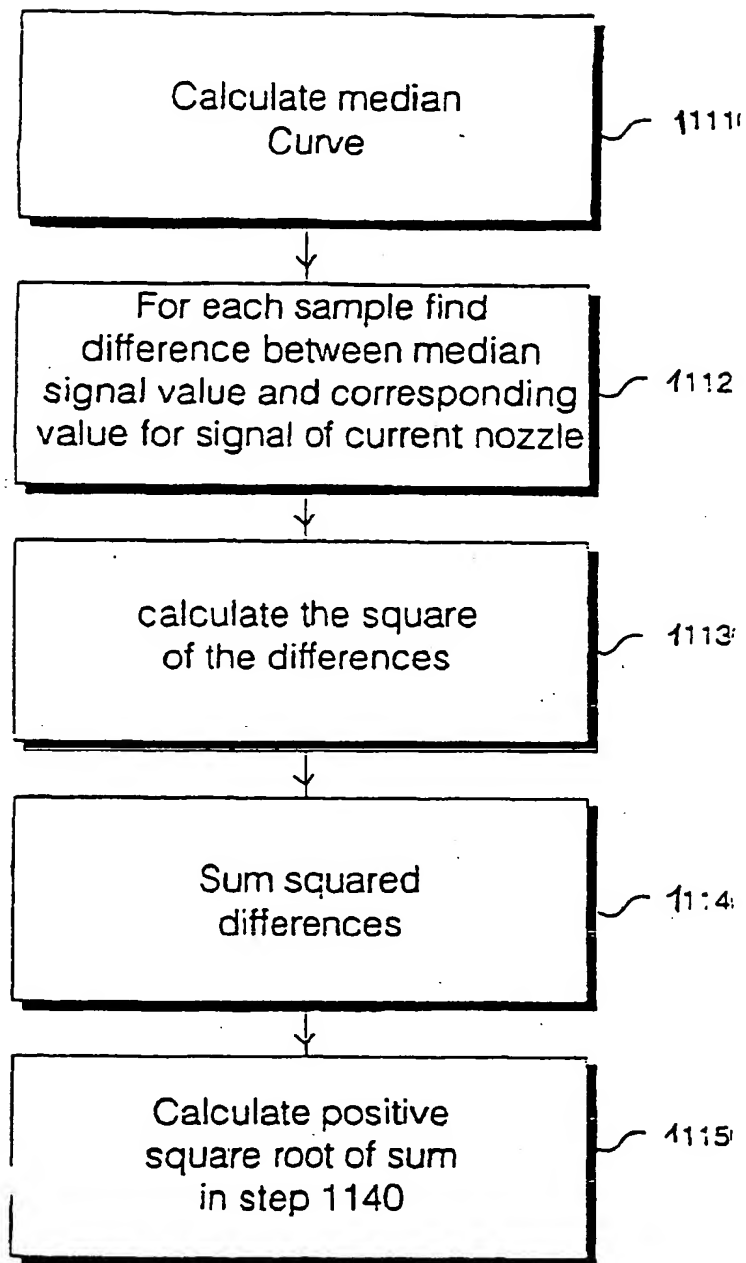 Calculate median
Curve
1111
For each sample find
difference between median
signal value and corresponding
value for signal of current nozzle
1112
calculate the square
of the differences
1113
Sum squared
differences
1114
Calculate positive
square root of sum
in step 1140
1115